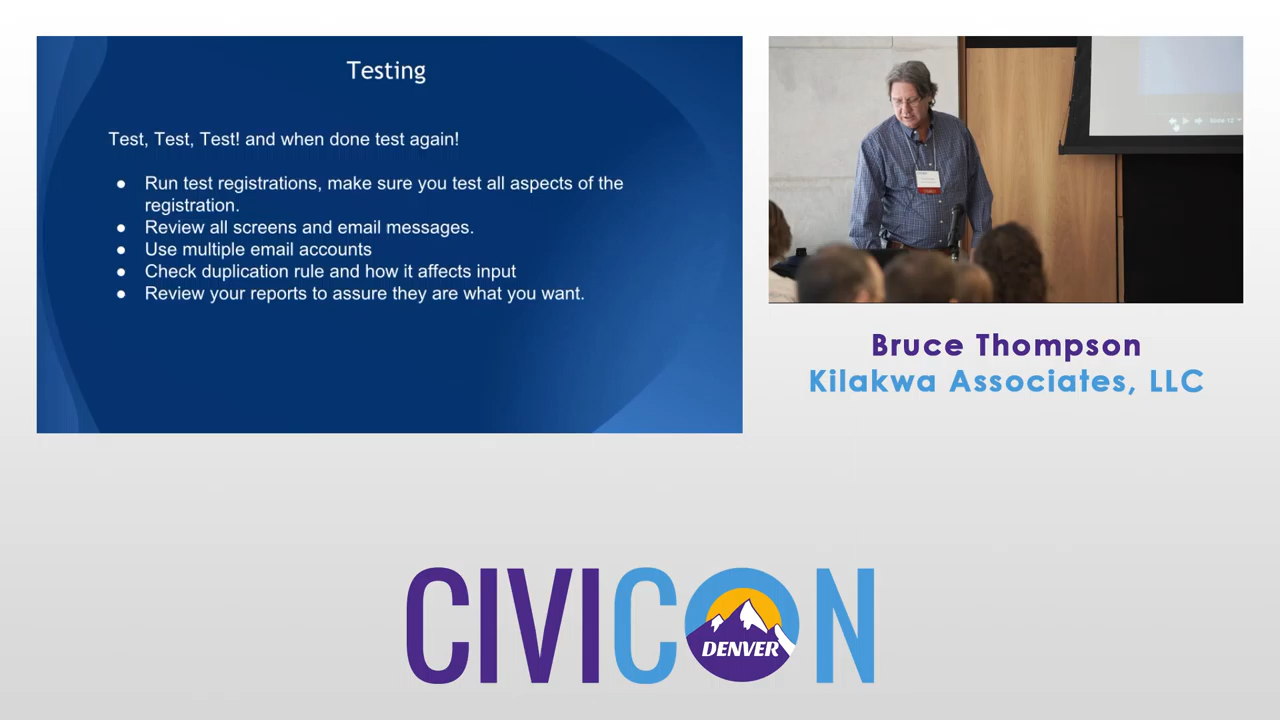 Testing
Test, Test, Test! and when done test again!
● Run test registrations, make sure you test all aspects of the
registration.
● Review all screens and email messages.
● Use multiple email accounts
● Check duplication rule and how it affects input
● Review your reports to assure they are what you want.
Bruce Thompson
Kilakwa Associates, LLC
CIVICON
DENVER